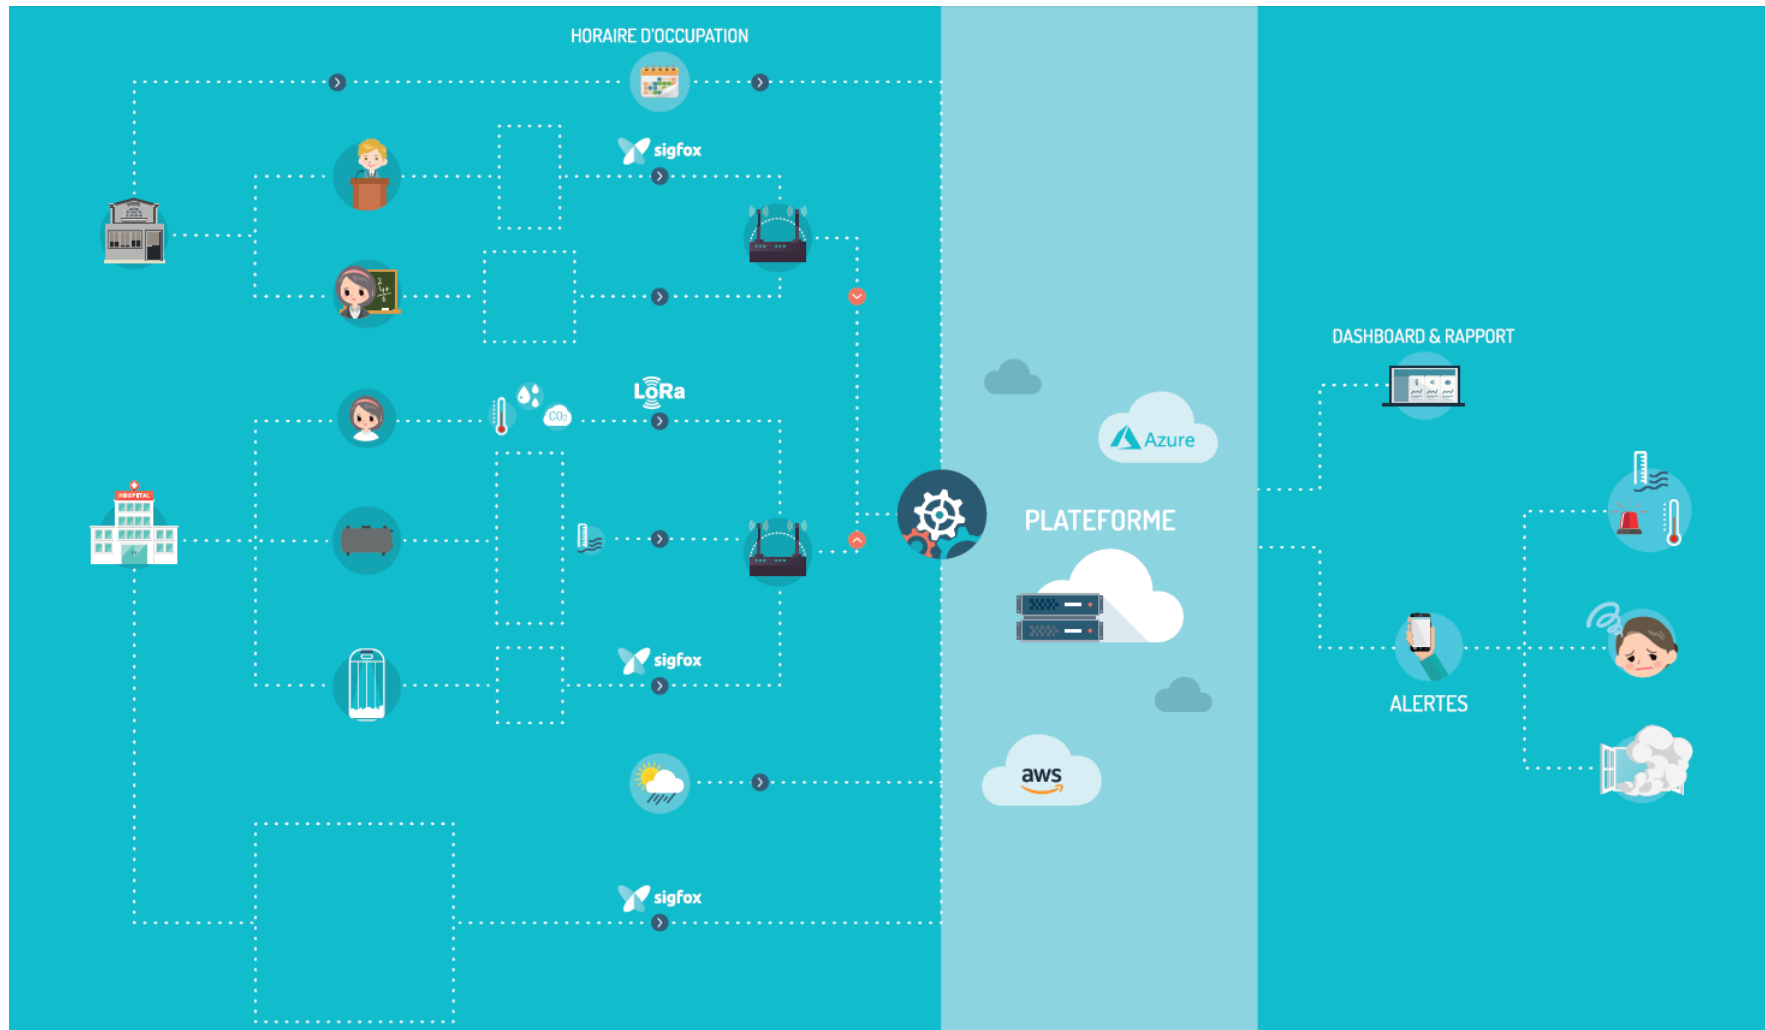 HORAIRE D'OCCUPATION
sigfox
LoRa
CO₂
HOSPITAL
sigfox
sigfox
Azure
PLATEFORME
aws
DASHBOARD & RAPPORT
ALERTES